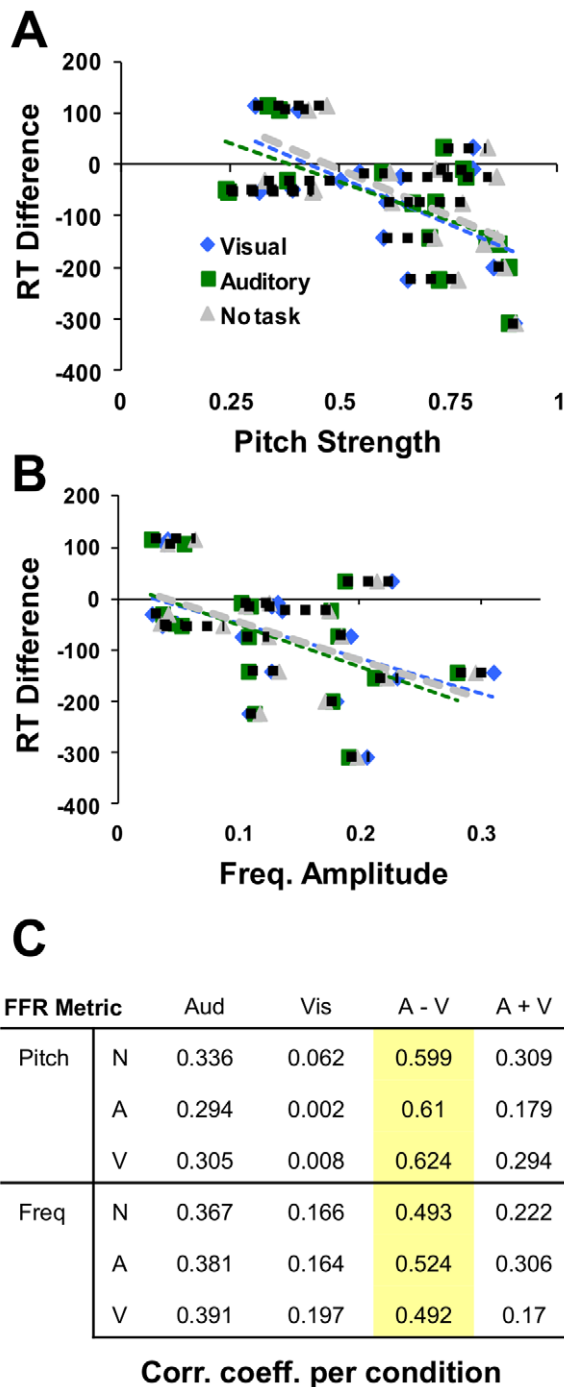 A
200
100
0
-100
-200
-300
-400
RT Difference
Visual
Auditory
No task
0 0.25 0.5 0.75 1
Pitch Strength
B
200
100
0
-100
-200
-300
-400
RT Difference
0 0.1 0.2 0.3
Freq. Amplitude
C
FFR Metric Aud Vis A - V A + V
Pitch N 0.336 0.062 0.599 0.309
A 0.294 0.002 0.61 0.179
V 0.305 0.008 0.624 0.294
Freq N 0.367 0.166 0.493 0.222
A 0.381 0.164 0.524 0.306
V 0.391 0.197 0.492 0.17
Corr. coeff. per condition